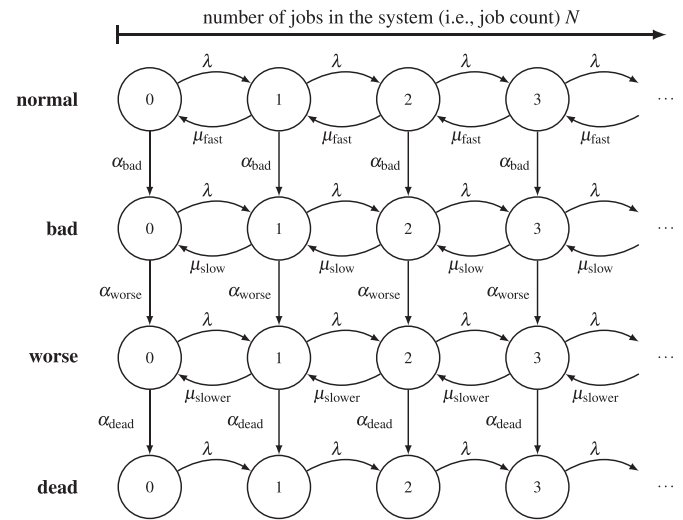 number of jobs in the system (i.e., job count) N
λ λ λ λ
normal 0 1 2 3 ···
μfast μfast μfast μfast
αbad αbad αbad αbad
λ λ λ λ
bad 0 1 2 3 ···
μslow μslow μslow μslow
αworse αworse αworse αworse
λ λ λ λ
worse 0 1 2 3 ···
μslower μslower μslower μslower
αdead αdead αdead αdead
λ λ λ λ
dead 0 1 2 3 ···